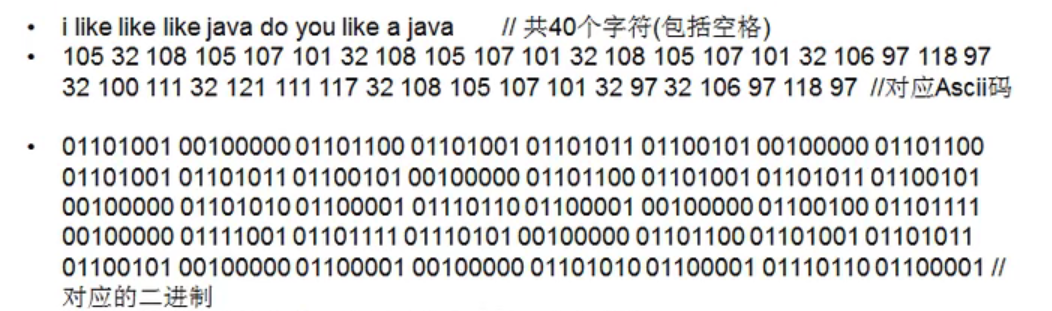 • i like like like java do you like a java // 共40个字符(包括空格)
• 105 32 108 105 107 101 32 108 105 107 101 32 108 105 107 101 32 106 97 118 97
32 100 111 32 121 111 117 32 108 105 107 101 32 97 32 106 97 118 97 //对应Ascii码
• 01101001 00100000 01101100 01101001 01101011 01100101 00100000 01101100
01101001 01101011 01100101 00100000 01101100 01101001 01101011 01100101
00100000 01101010 01100001 01110110 01100001 00100000 01100100 01101111
00100000 01111001 01101111 01110101 00100000 01101100 01101001 01101011
01100101 00100000 01100001 00100000 01101010 01100001 01110110 01100001 //
对应的二进制